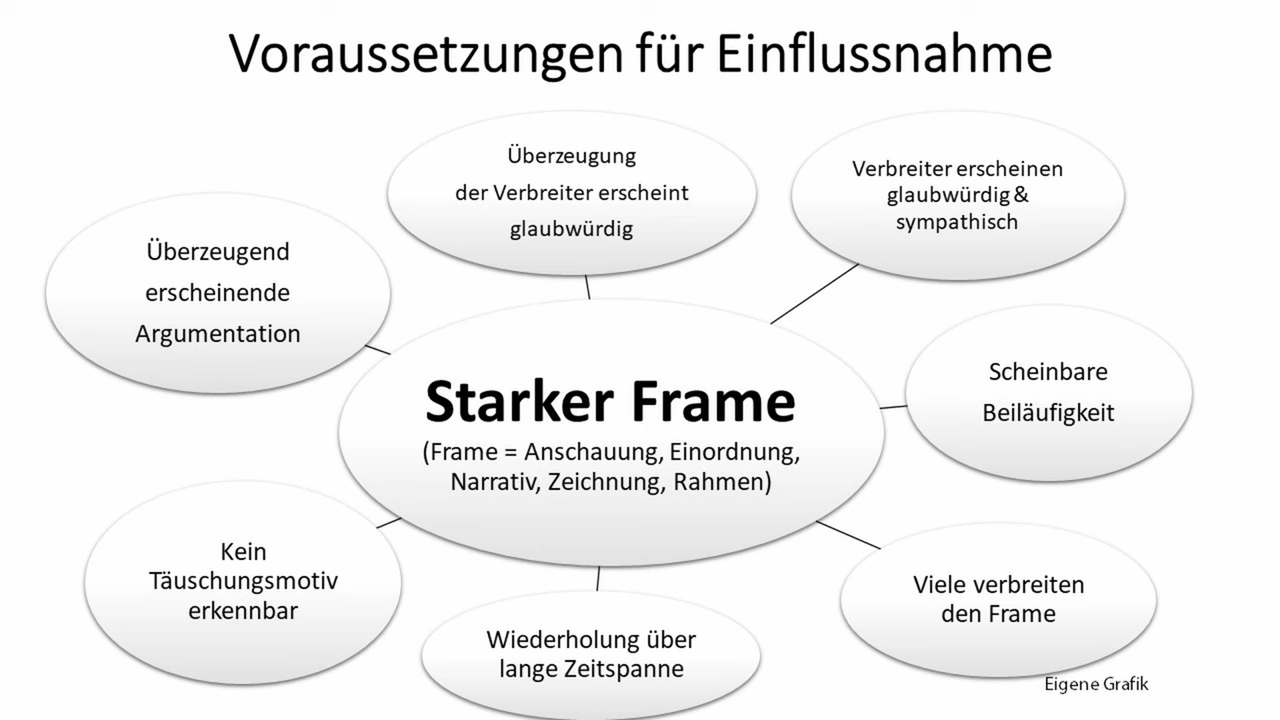 Voraussetzungen für Einflussnahme
Überzeugung
der Verbreiter erscheint
glaubwürdig
Verbreiter erscheinen
glaubwürdig &
sympathisch
Überzeugend
erscheinende
Argumentation
Scheinbare
Beiläufigkeit
Starker Frame
(Frame = Anschauung, Einordnung,
Narrativ, Zeichnung, Rahmen)
Kein
Täuschungsmotiv
erkennbar
Wiederholung über
lange Zeitspanne
Viele verbreiten
den Frame
Eigene Grafik